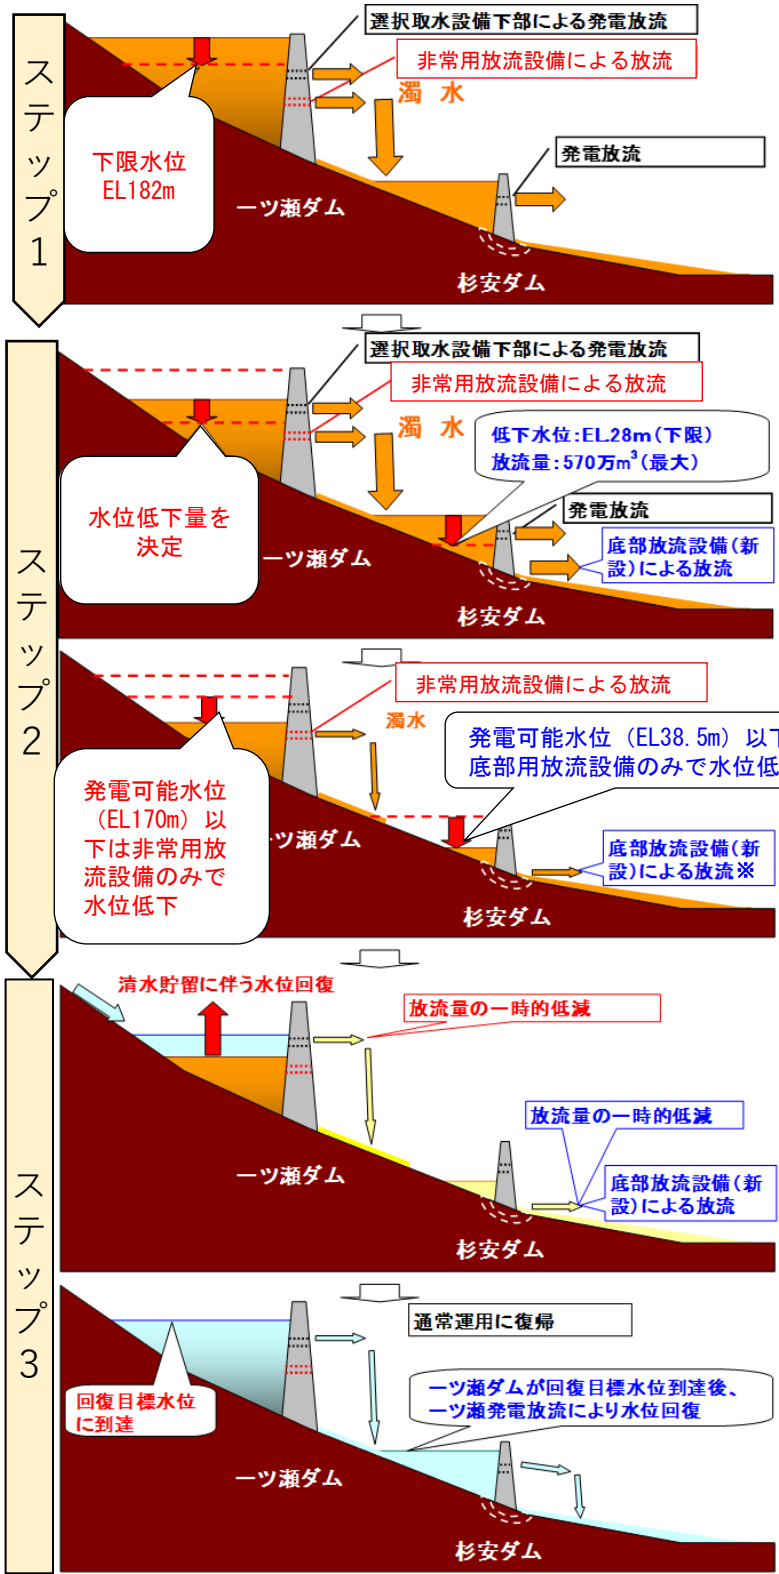 ステップ1
選択取水設備下部による発電放流
非常用放流設備による放流
濁 水
下限水位
EL182m
発電放流
一ツ瀬ダム
杉安ダム
ステップ2
選択取水設備下部による発電放流
非常用放流設備による放流
濁 水
低下水位:EL.28m(下限)
放流量:570万m³(最大)
水位低下量を
決定
発電放流
底部放流設備(新
設)による放流
一ツ瀬ダム
杉安ダム
非常用放流設備による放流
濁水
発電可能水位(EL38.5m)以下
底部用放流設備のみで水位低
発電可能水位
(EL170m)以
下は非常用放
流設備のみで
水位低下
一ツ瀬ダム
底部放流設備(新
設)による放流※
杉安ダム
ステップ3
清水貯留に伴う水位回復
放流量の一時的低減
放流量の一時的低減
一ツ瀬ダム
底部放流設備(新
設)による放流
杉安ダム
通常運用に復帰
回復目標水位
に到達
一ツ瀬ダムが回復目標水位到達後、
一ツ瀬発電放流により水位回復
一ツ瀬ダム
杉安ダム